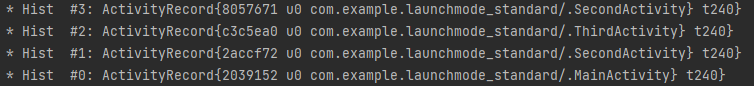 * Hist  #3: ActivityRecord{8057671 u0 com.example.launchmode_standard/.SecondActivity} t240}
* Hist  #2: ActivityRecord{c3c5ea0 u0 com.example.launchmode_standard/.ThirdActivity} t240}
* Hist  #1: ActivityRecord{2accf72 u0 com.example.launchmode_standard/.SecondActivity} t240}
* Hist  #0: ActivityRecord{2039152 u0 com.example.launchmode_standard/.MainActivity} t240}